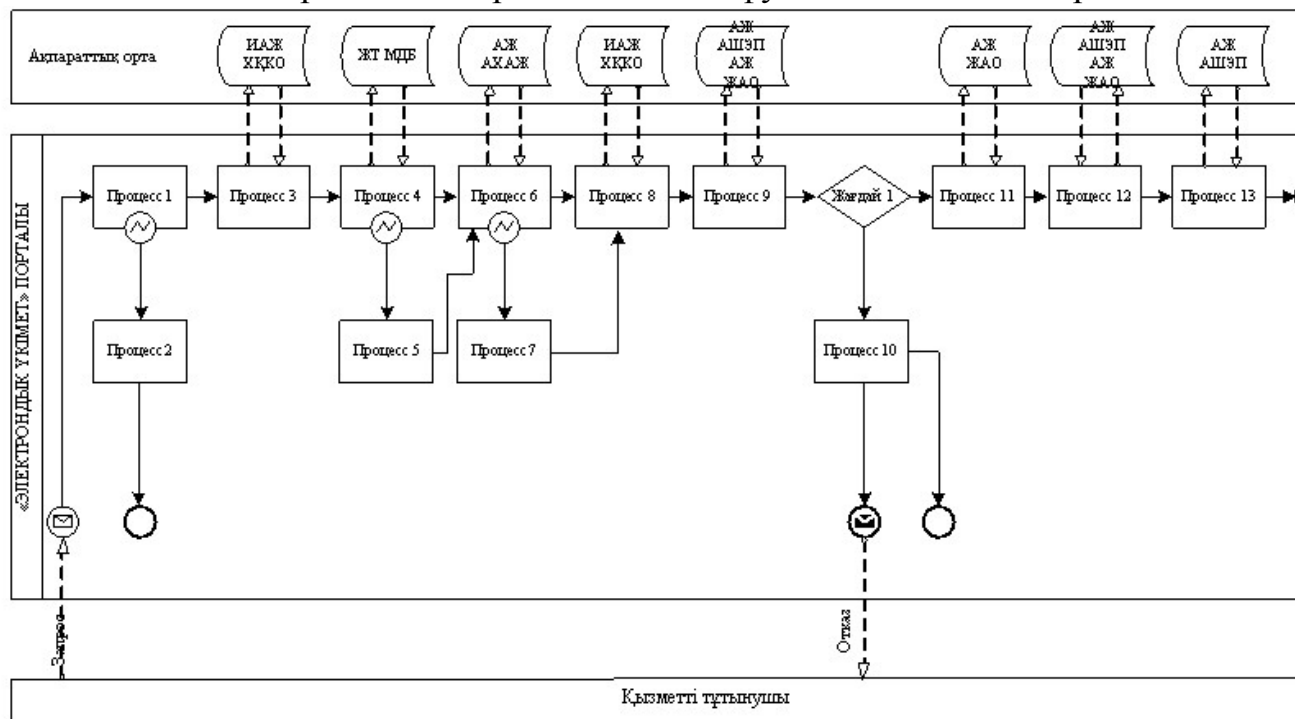 Ақпараттық орта
ИАЖ
ХҚКО
ЖТ МДБ
АЖ
АХАЖ
ИАЖ
ХҚКО
АЖ
АШЭП
АЖ
ЖАО
АЖ
ЖАО
АЖ
АШЭП
АЖ
ЖАО
АЖ
АШЭП
«ЭЛЕКТРОНДЫҚ ҮКІМЕТ» ПОРТАЛЫ
Процесс 1
Процесс 3
Процесс 4
Процесс 6
Процесс 8
Процесс 9
Жағдай 1
Процесс 11
Процесс 12
Процесс 13
Процесс 2
Процесс 5
Процесс 7
Процесс 10
Запрос
Отказ
Қызметті тұтынушы